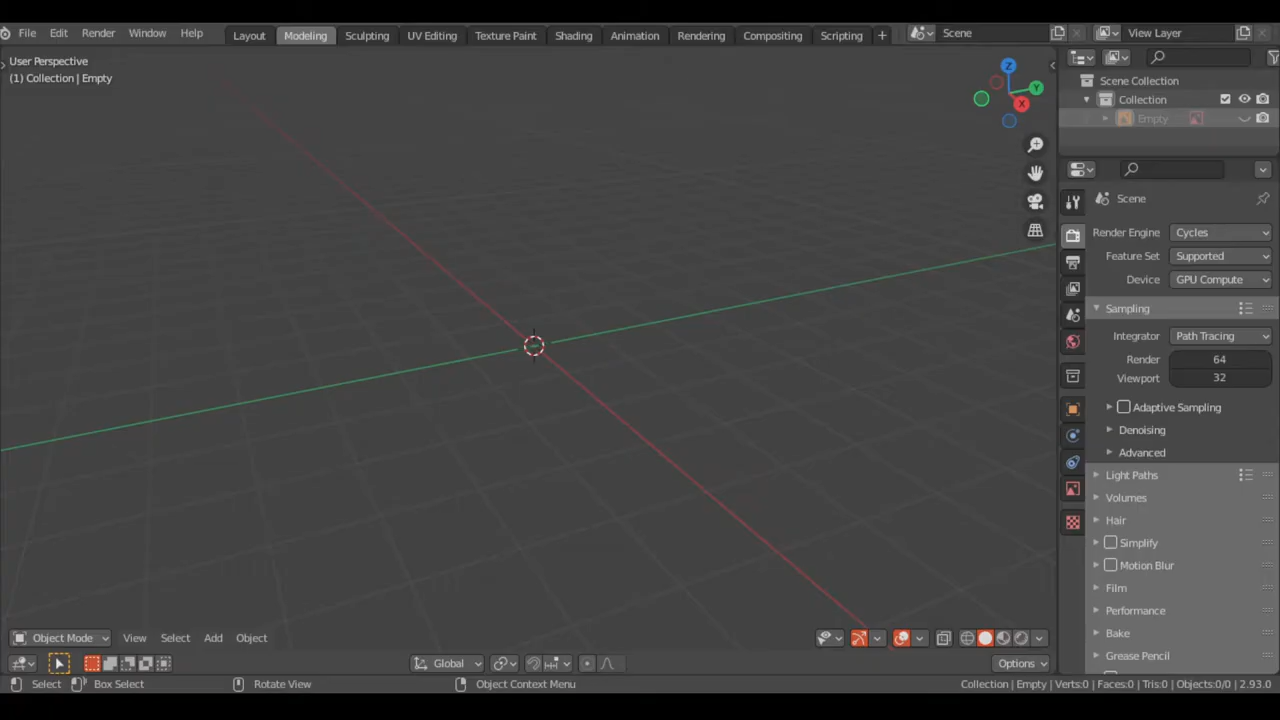 File Edit Render Window Help Layout Modeling Sculpting UV Editing Texture Paint Shading Animation Rendering Compositing Scripting + Scene View Layer
User Perspective
(1) Collection | Empty
Z
Y
X
Scene Collection
Collection
Empty
Scene
Render Engine Cycles
Feature Set Supported
Device GPU Compute
Sampling
Integrator Path Tracing
Render 64
Viewport 32
Adaptive Sampling
Denoising
Advanced
Light Paths
Volumes
Hair
Simplify
Motion Blur
Film
Performance
Bake
Grease Pencil
Object Mode View Select Add Object
Global Options
Select Box Select Rotate View Object Context Menu Collection | Empty | Verts:0 | Faces:0 | Tris:0 | Objects:0/0 | 2.93.0